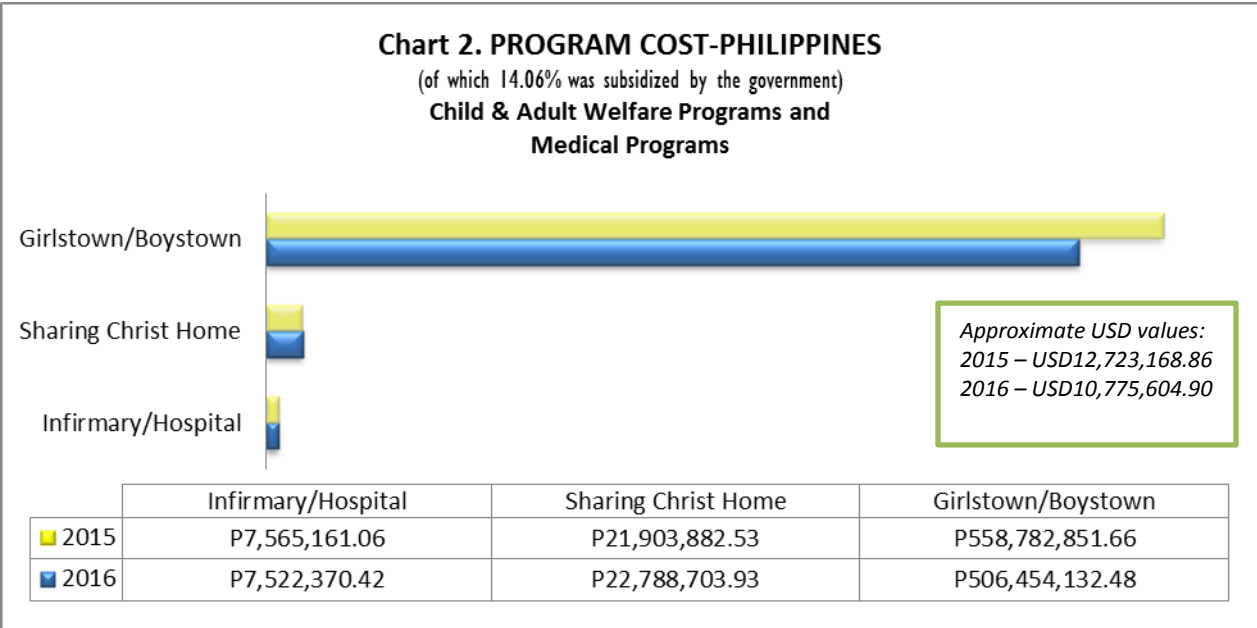 Chart 2. PROGRAM COST-PHILIPPINES
(of which 14.06% was subsidized by the government)
Child & Adult Welfare Programs and
Medical Programs
Girlstown/Boystown
Sharing Christ Home
Infirmary/Hospital
Approximate USD values:
2015 – USD12,723,168.86
2016 – USD10,775,604.90
Infirmary/Hospital Sharing Christ Home Girlstown/Boystown
2015 P7,565,161.06 P21,903,882.53 P558,782,851.66
2016 P7,522,370.42 P22,788,703.93 P506,454,132.48